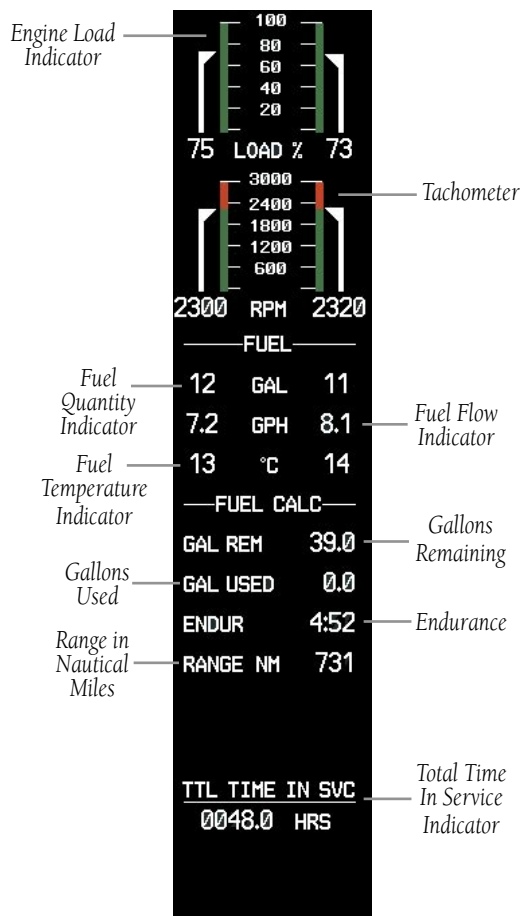 Engine Load
Indicator
100
80
60
40
20
75 LOAD % 73
3000
2400
1800
1200
600
Tachometer
2300 RPM 2320
FUEL
12 GAL 11
Fuel
Quantity
Indicator
7.2 GPH 8.1
Fuel Flow
Indicator
13 °C 14
Fuel
Temperature
Indicator
FUEL CALC
GAL REM 39.0
Gallons
Remaining
GAL USED 0.0
Gallons
Used
ENDUR 4:52
Endurance
RANGE NM 731
Range in
Nautical
Miles
TTL TIME IN SVC
0048.0 HRS
Total Time
In Service
Indicator